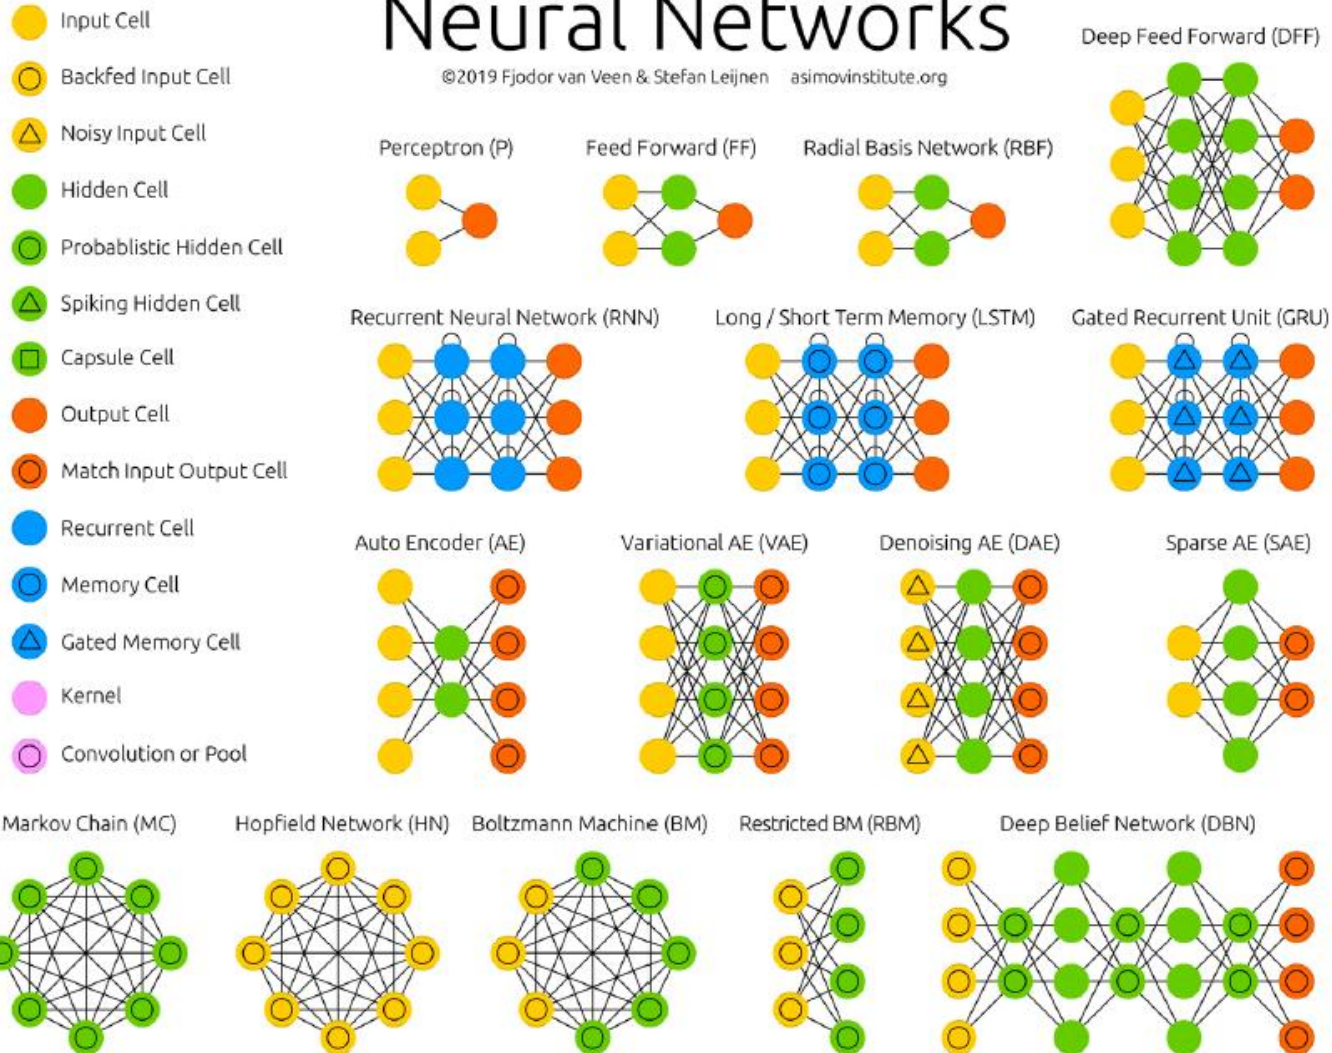 Neural Networks
©2019 Fjodor van Veen & Stefan Leijnen asimovinstitute.org
Input Cell
Backfed Input Cell
Noisy Input Cell
Hidden Cell
Probablistic Hidden Cell
Spiking Hidden Cell
Capsule Cell
Output Cell
Match Input Output Cell
Recurrent Cell
Memory Cell
Gated Memory Cell
Kernel
Convolution or Pool
Deep Feed Forward (DFF)
Perceptron (P)
Feed Forward (FF)
Radial Basis Network (RBF)
Recurrent Neural Network (RNN)
Long / Short Term Memory (LSTM)
Gated Recurrent Unit (GRU)
Auto Encoder (AE)
Variational AE (VAE)
Denoising AE (DAE)
Sparse AE (SAE)
Markov Chain (MC)
Hopfield Network (HN)
Boltzmann Machine (BM)
Restricted BM (RBM)
Deep Belief Network (DBN)